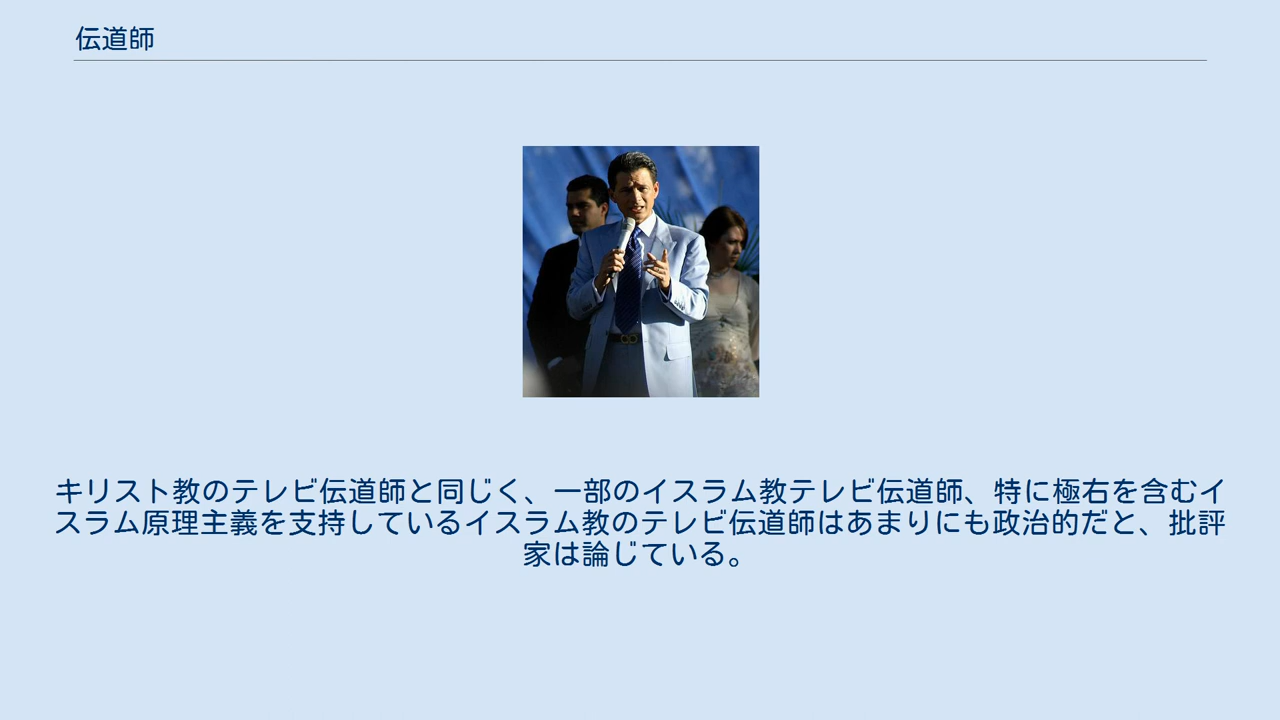 伝道師
キリスト教のテレビ伝道師と同じく、一部のイスラム教テレビ伝道師、特に極右を含むイ
スラム原理主義を支持しているイスラム教のテレビ伝道師はあまりにも政治的だと、批評
家は論じている。